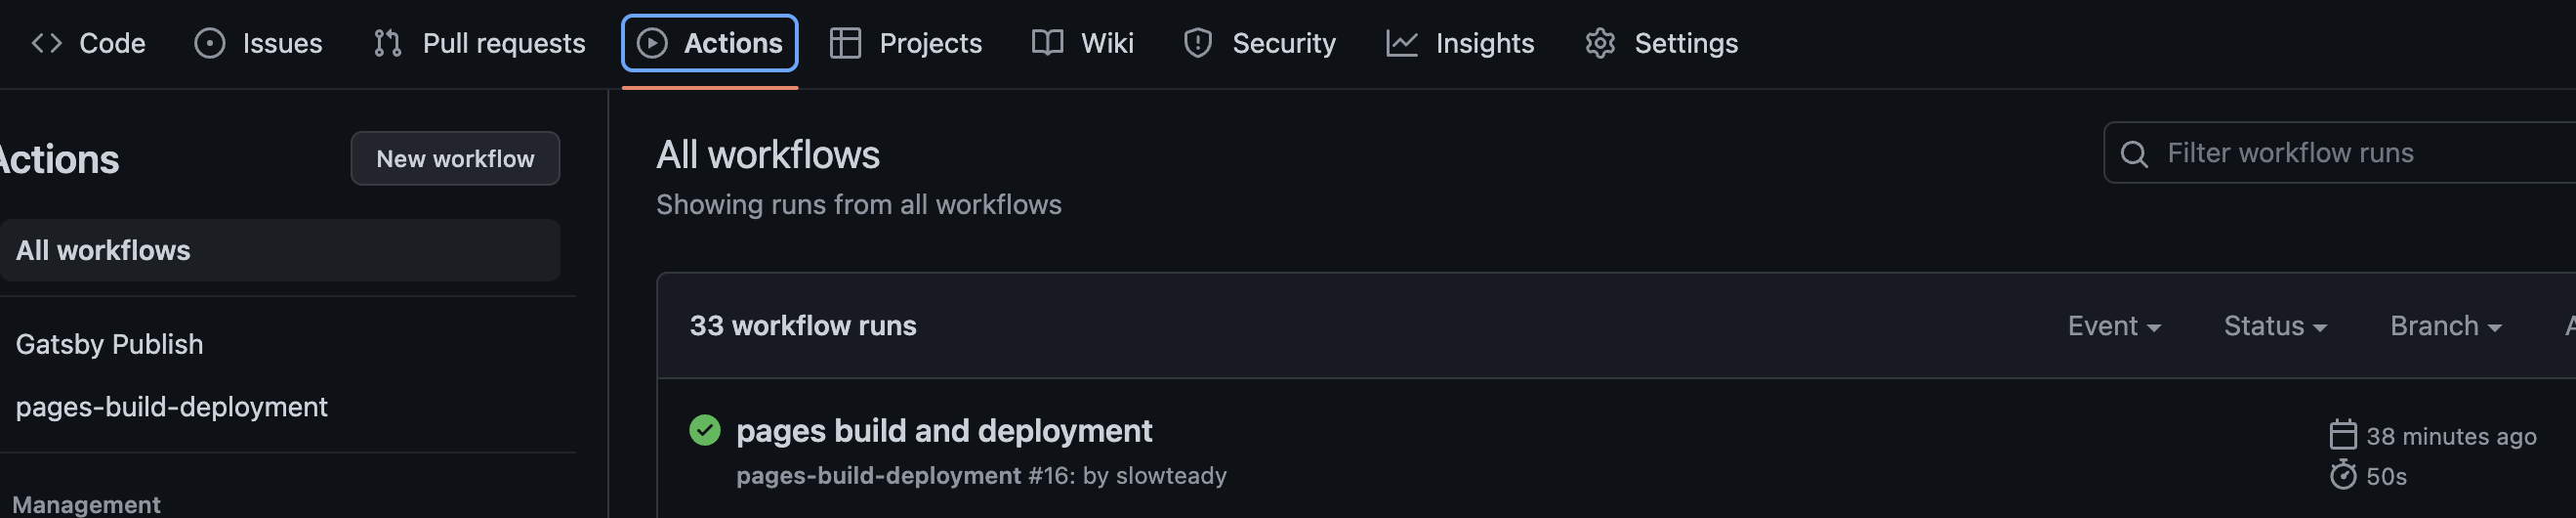 Code Issues Pull requests Actions Projects Wiki Security Insights Settings
Actions New workflow
All workflows
Gatsby Publish
pages-build-deployment
Management
All workflows
Showing runs from all workflows
Filter workflow runs
33 workflow runs Event Status Branch A
pages build and deployment
pages-build-deployment #16: by slowteady
38 minutes ago
50s